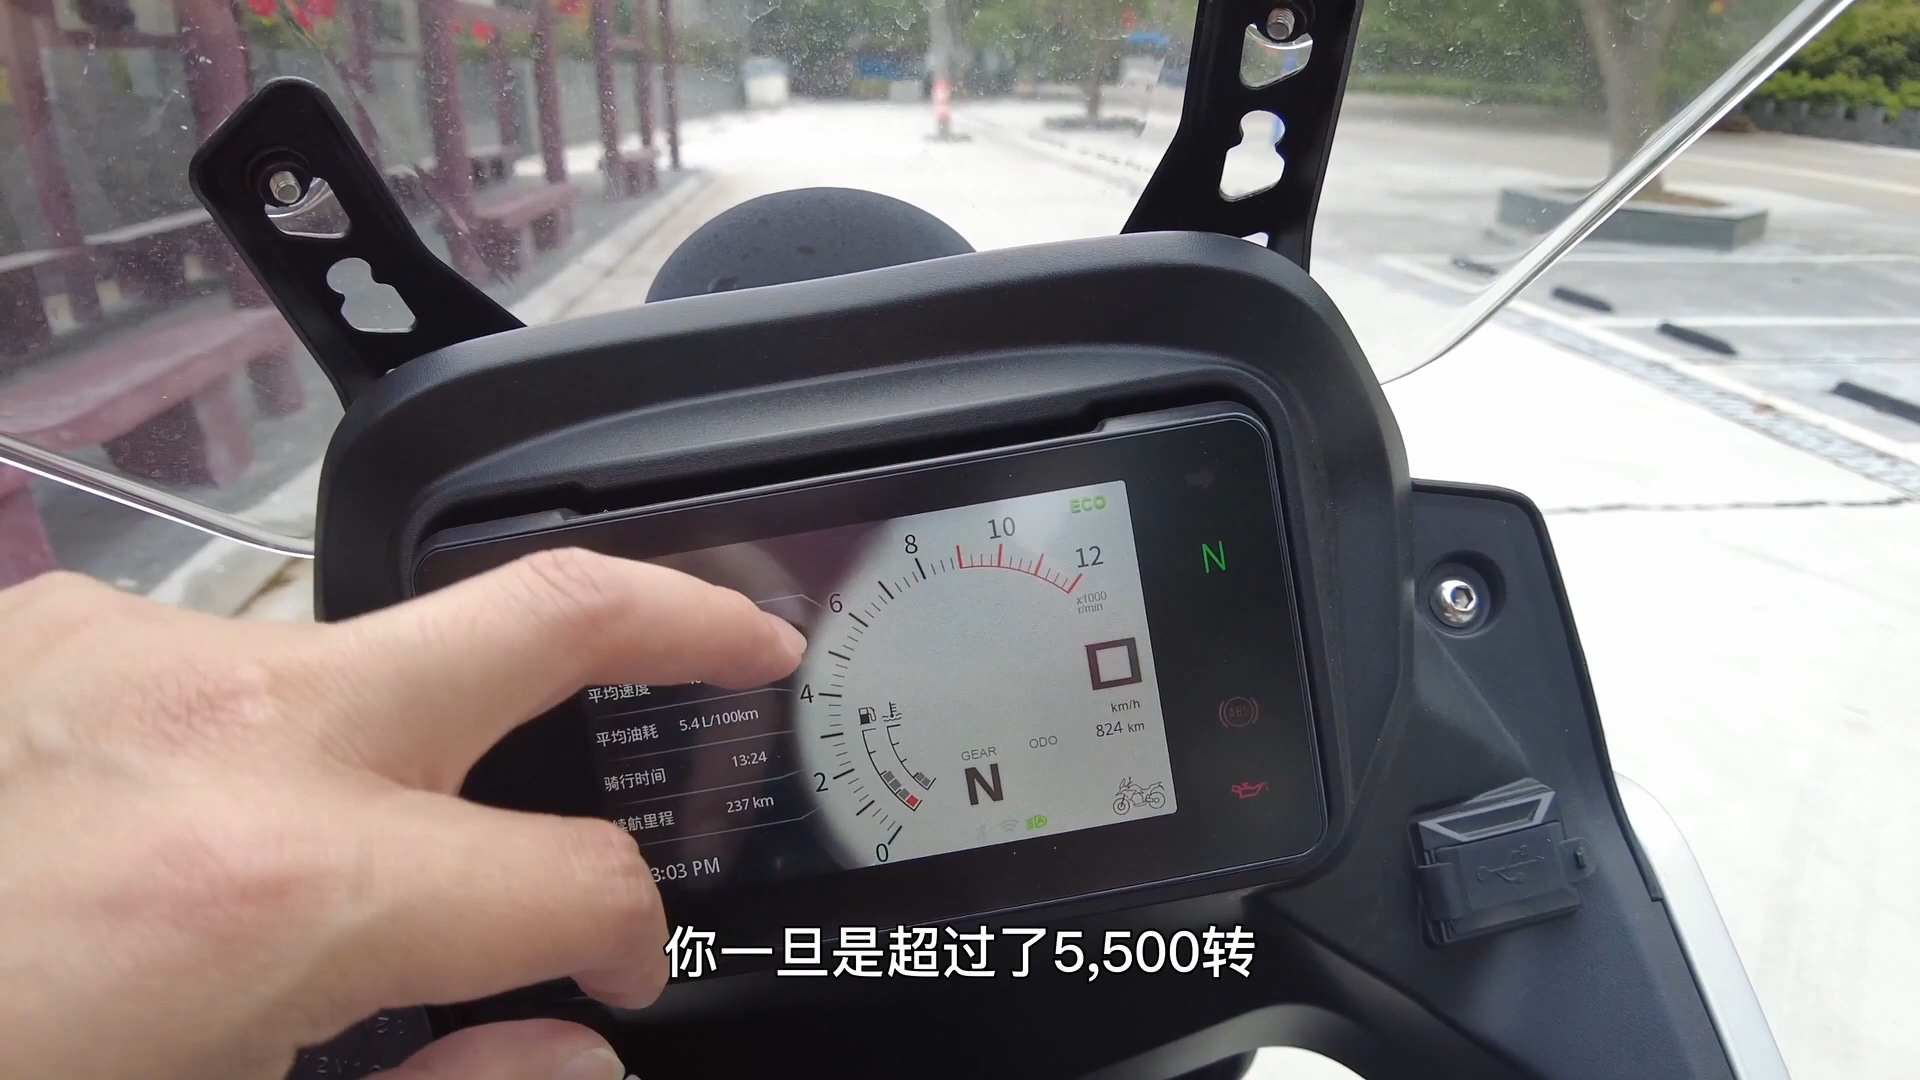 ECO
10
8
12
6
x1000
r/min
N
4
平均速度
km/h
平均油耗 5.4 L/100km
ODO 824 km
GEAR
骑行时间 13:24
2
N
续航里程 237 km
0
3:03 PM
你一旦是超过了5,500转